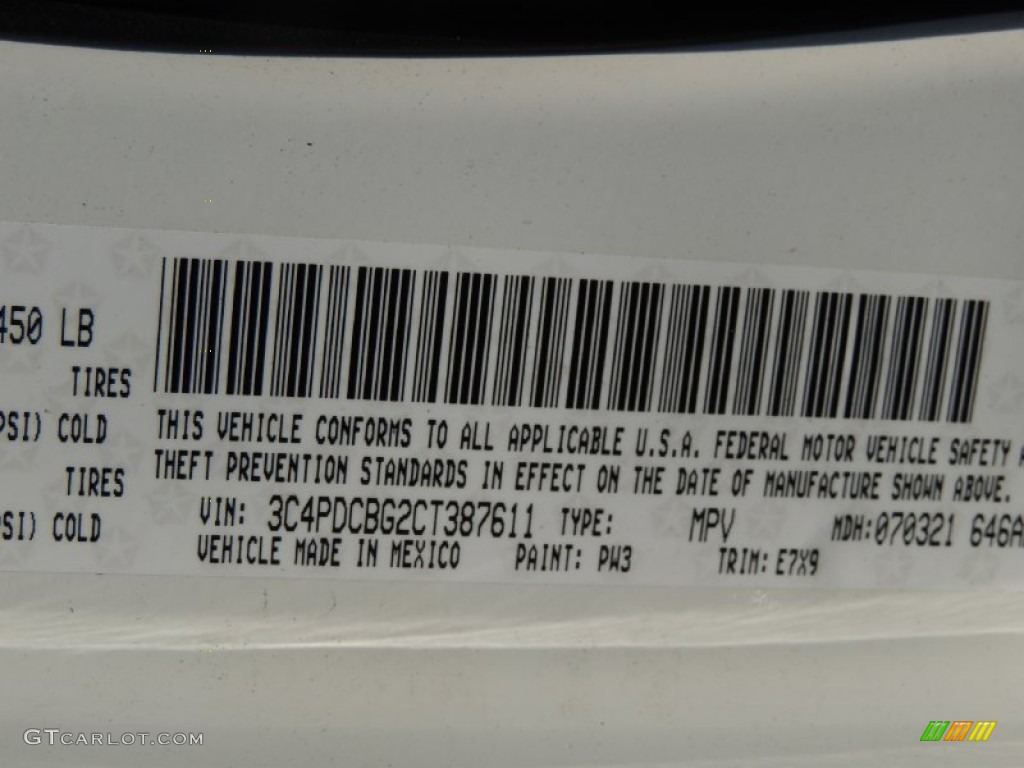 450 LB
TIRES
PSI) COLD
TIRES
PSI) COLD
THIS VEHICLE CONFORMS TO ALL APPLICABLE U.S.A. FEDERAL MOTOR VEHICLE SAFETY
THEFT PREVENTION STANDARDS IN EFFECT ON THE DATE OF MANUFACTURE SHOWN ABOVE.
VIN: 3C4PDCBG2CT387611 TYPE: MPV MDH:070321 646A
VEHICLE MADE IN MEXICO PAINT: PW3 TRIM: E7X9
GTCARLOT.COM